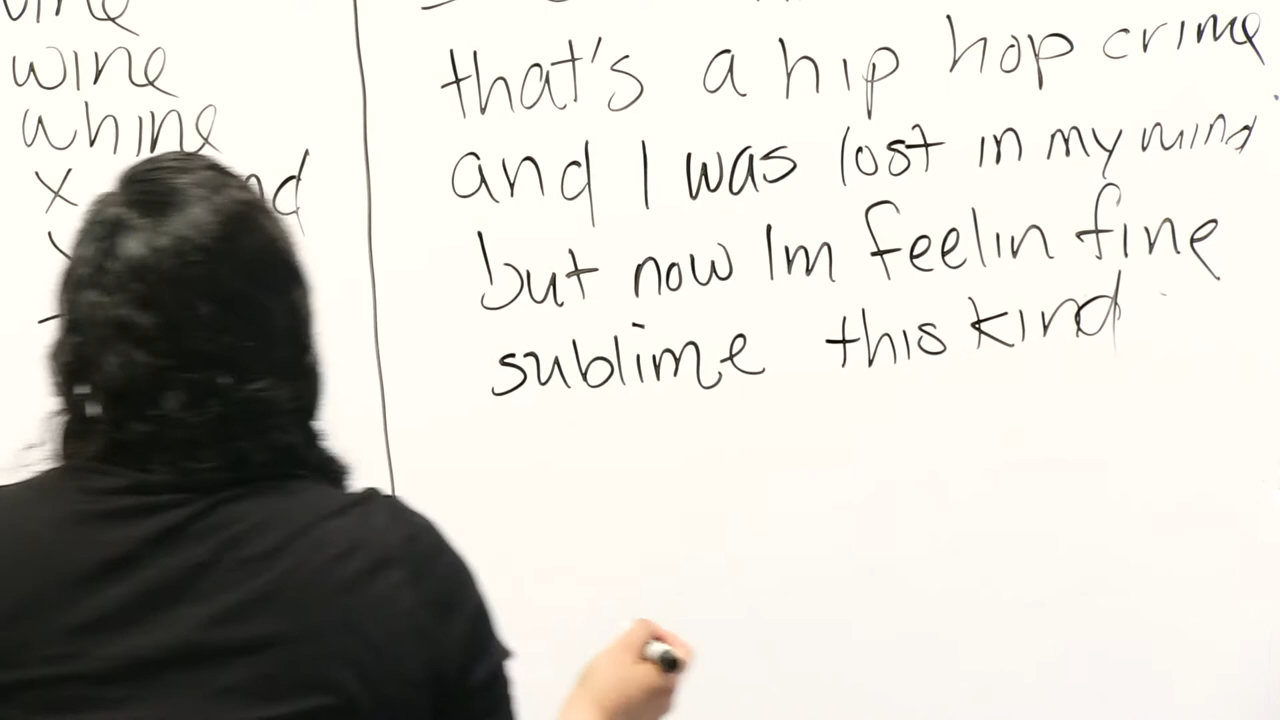 wine
whine
x
that's a hip hop crime
and I was lost in my mind
but now Im feelin fine
sublime this kind